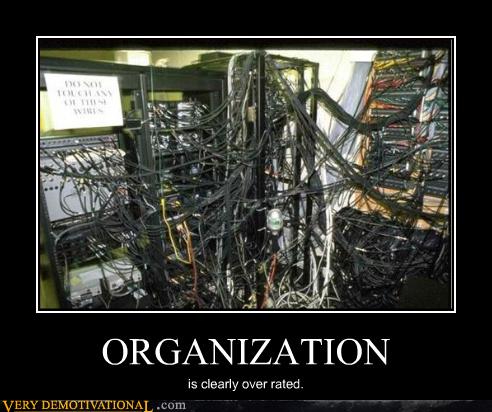 DO NOT
TOUCH ANY
OF THESE
WIRES
ORGANIZATION
is clearly over rated.
VERY DEMOTIVATIONAL.com